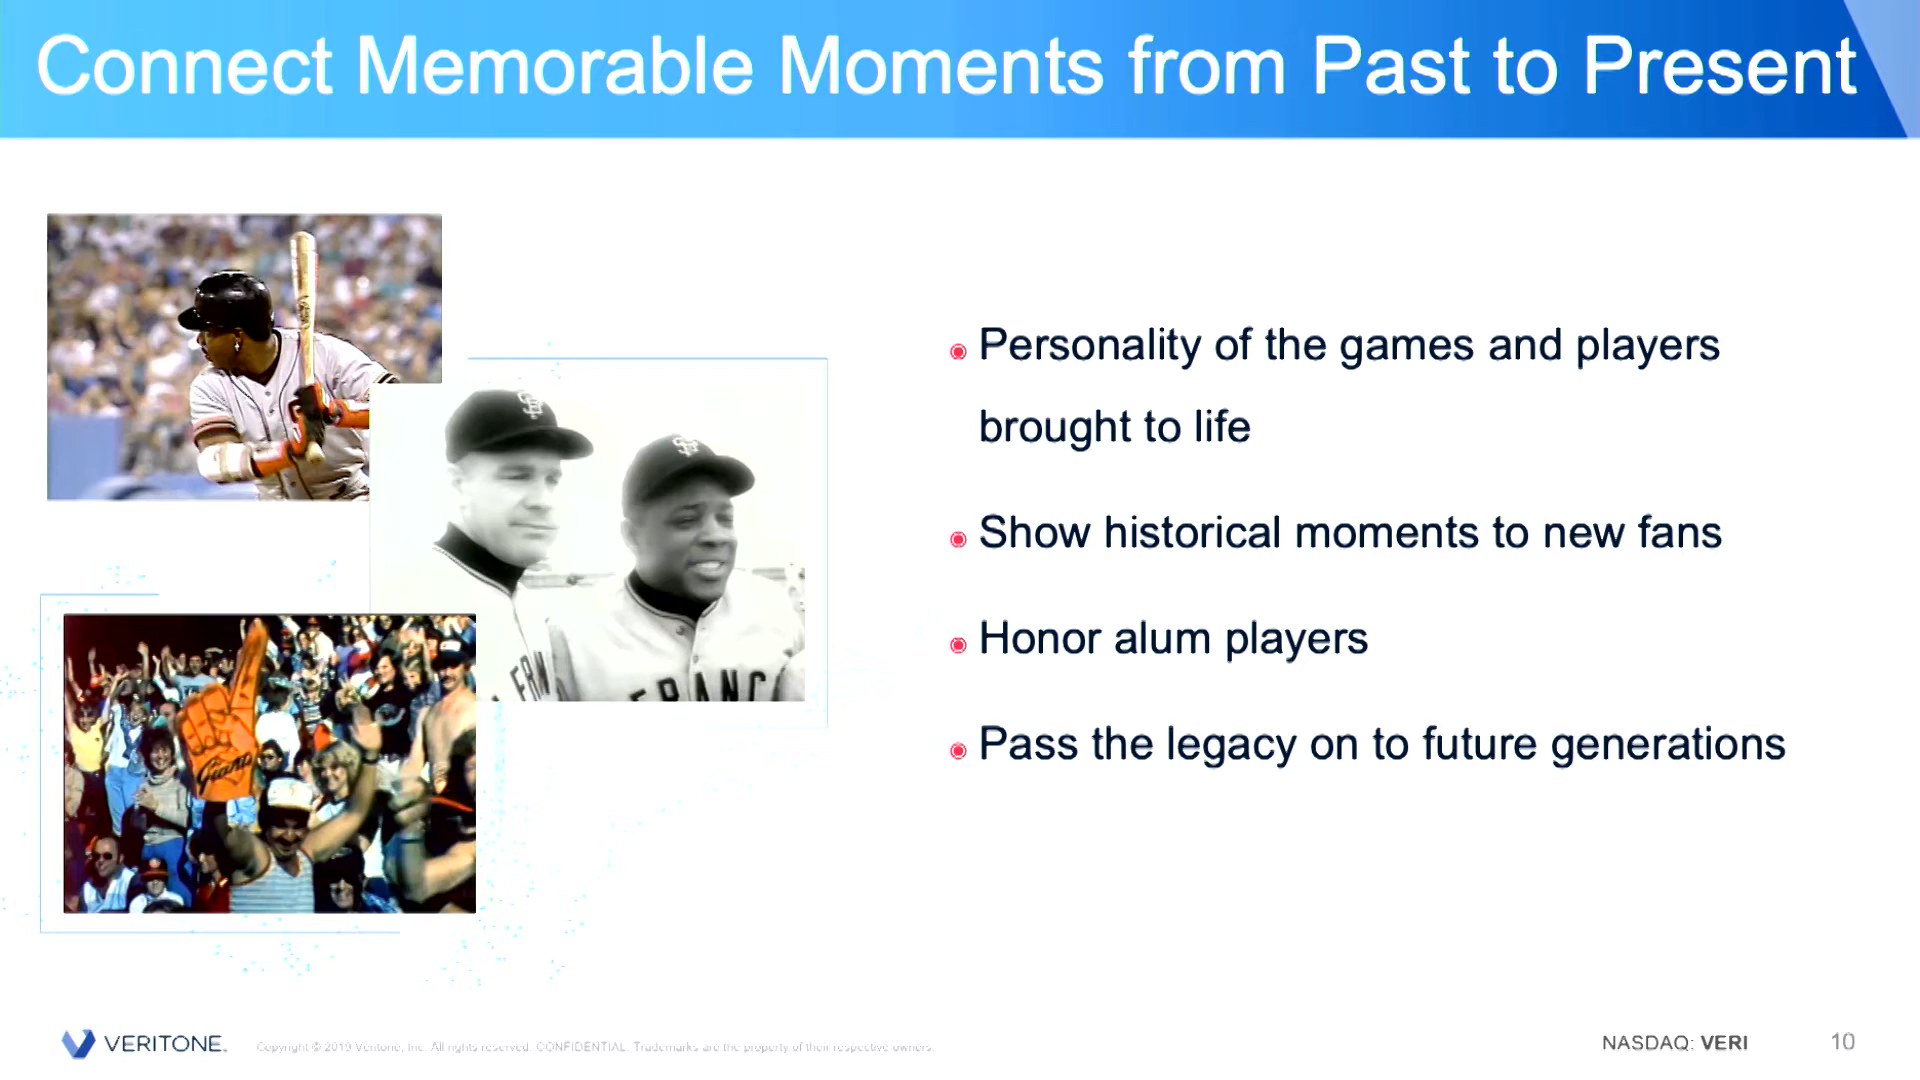 Connect Memorable Moments from Past to Present
Personality of the games and players
brought to life
Show historical moments to new fans
Honor alum players
Pass the legacy on to future generations
Giants
FRANC
VERITONE
Copyright © 2019 Veritone, Inc. All rights reserved. CONFIDENTIAL. Trademarks are the property of their respective owners.
NASDAQ: VERI
10